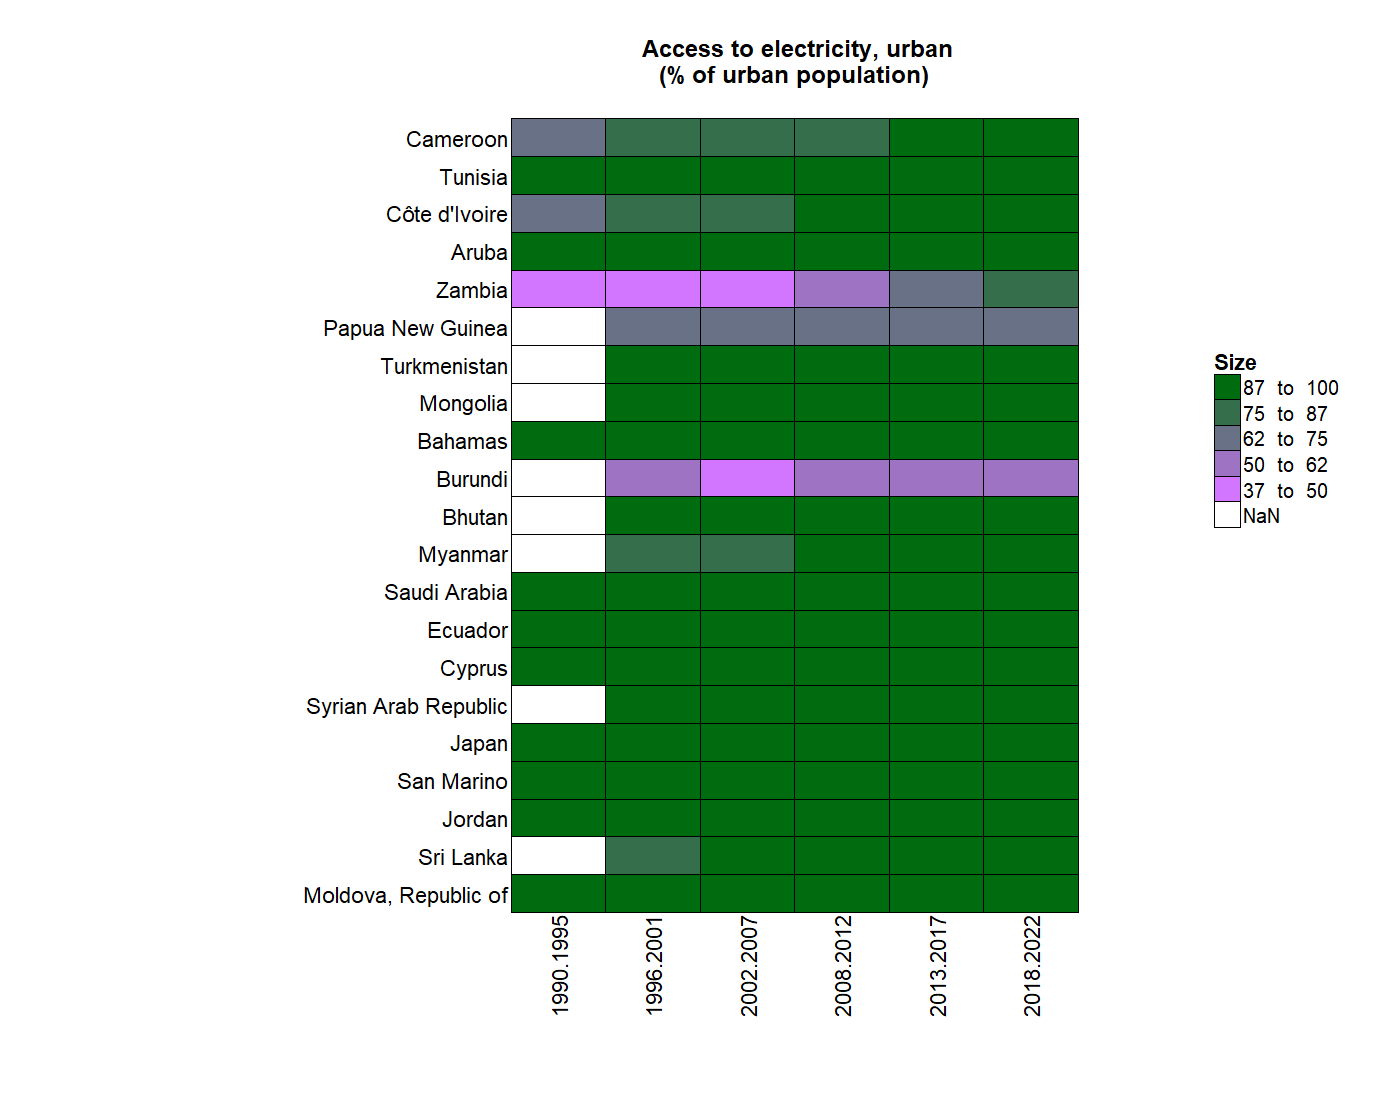 Access to electricity, urban
(% of urban population)
Cameroon
Tunisia
Côte d'Ivoire
Aruba
Zambia
Papua New Guinea
Turkmenistan
Mongolia
Bahamas
Burundi
Bhutan
Myanmar
Saudi Arabia
Ecuador
Cyprus
Syrian Arab Republic
Japan
San Marino
Jordan
Sri Lanka
Moldova, Republic of
1990.1995
1996.2001
2002.2007
2008.2012
2013.2017
2018.2022
Size
87 to 100
75 to 87
62 to 75
50 to 62
37 to 50
NaN